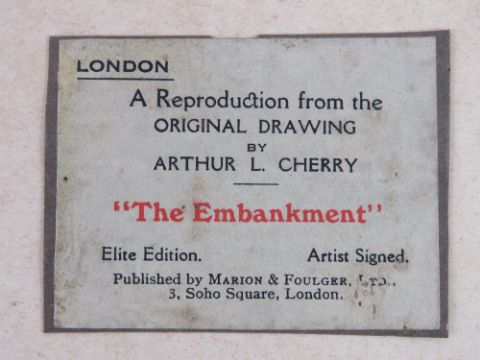 LONDON
A Reproduction from the
ORIGINAL DRAWING
BY
ARTHUR L. CHERRY
"The Embankment"
Elite Edition. Artist Signed.
Published by MARION & FOULGER, LTD.,
3, Soho Square, London.